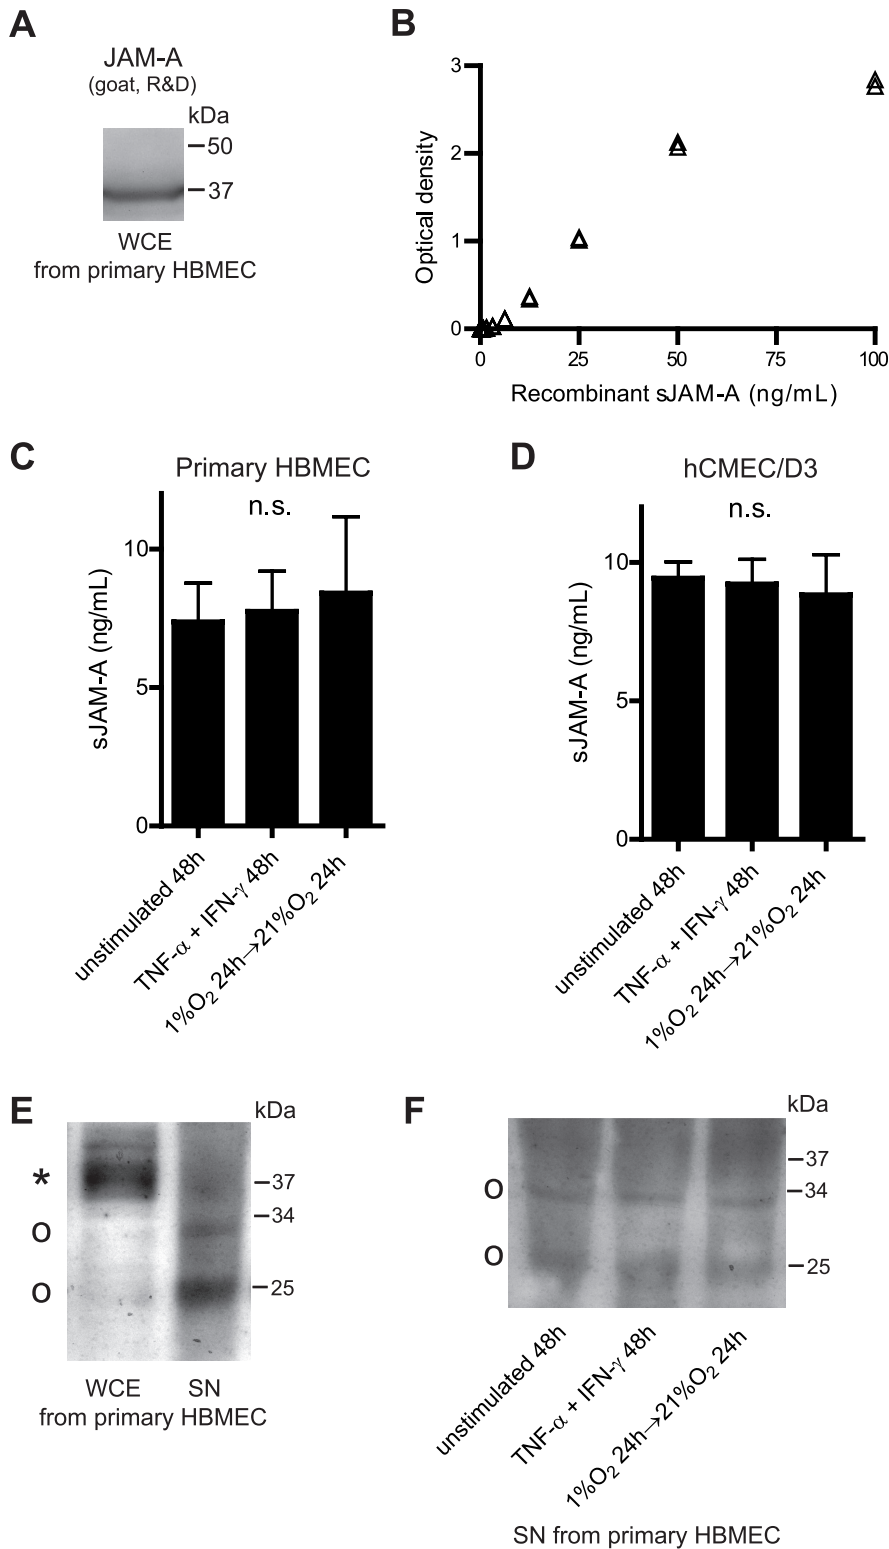 A
JAM-A
(goat, R&D)
kDa
50
37
WCE
from primary HBMEC
B
Optical density
3
2
1
0
0 25 50 75 100
Recombinant sJAM-A (ng/mL)
C
Primary HBMEC
n.s.
sJAM-A (ng/mL)
10
5
0
unstimulated 48h
TNF-α + IFN-γ 48h
1%O₂ 24h→21%O₂ 24h
D
hCMEC/D3
n.s.
sJAM-A (ng/mL)
10
5
0
unstimulated 48h
TNF-α + IFN-γ 48h
1%O₂ 24h→21%O₂ 24h
E
kDa
*
37
34
o
25
o
WCE SN
from primary HBMEC
F
kDa
37
o
34
o
25
unstimulated 48h
TNF-α + IFN-γ 48h
1%O₂ 24h→21%O₂ 24h
SN from primary HBMEC